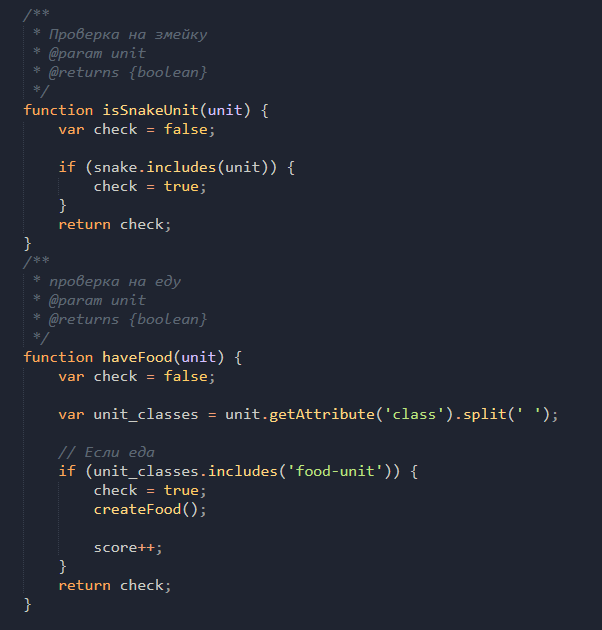 /**
 * Проверка на змейку
 * @param unit
 * @returns {boolean}
 */
function isSnakeUnit(unit) {
    var check = false;

    if (snake.includes(unit)) {
        check = true;
    }
    return check;
}
/**
 * проверка на еду
 * @param unit
 * @returns {boolean}
 */
function haveFood(unit) {
    var check = false;

    var unit_classes = unit.getAttribute('class').split(' ');

    // Если еда
    if (unit_classes.includes('food-unit')) {
        check = true;
        createFood();

        score++;
    }
    return check;
}